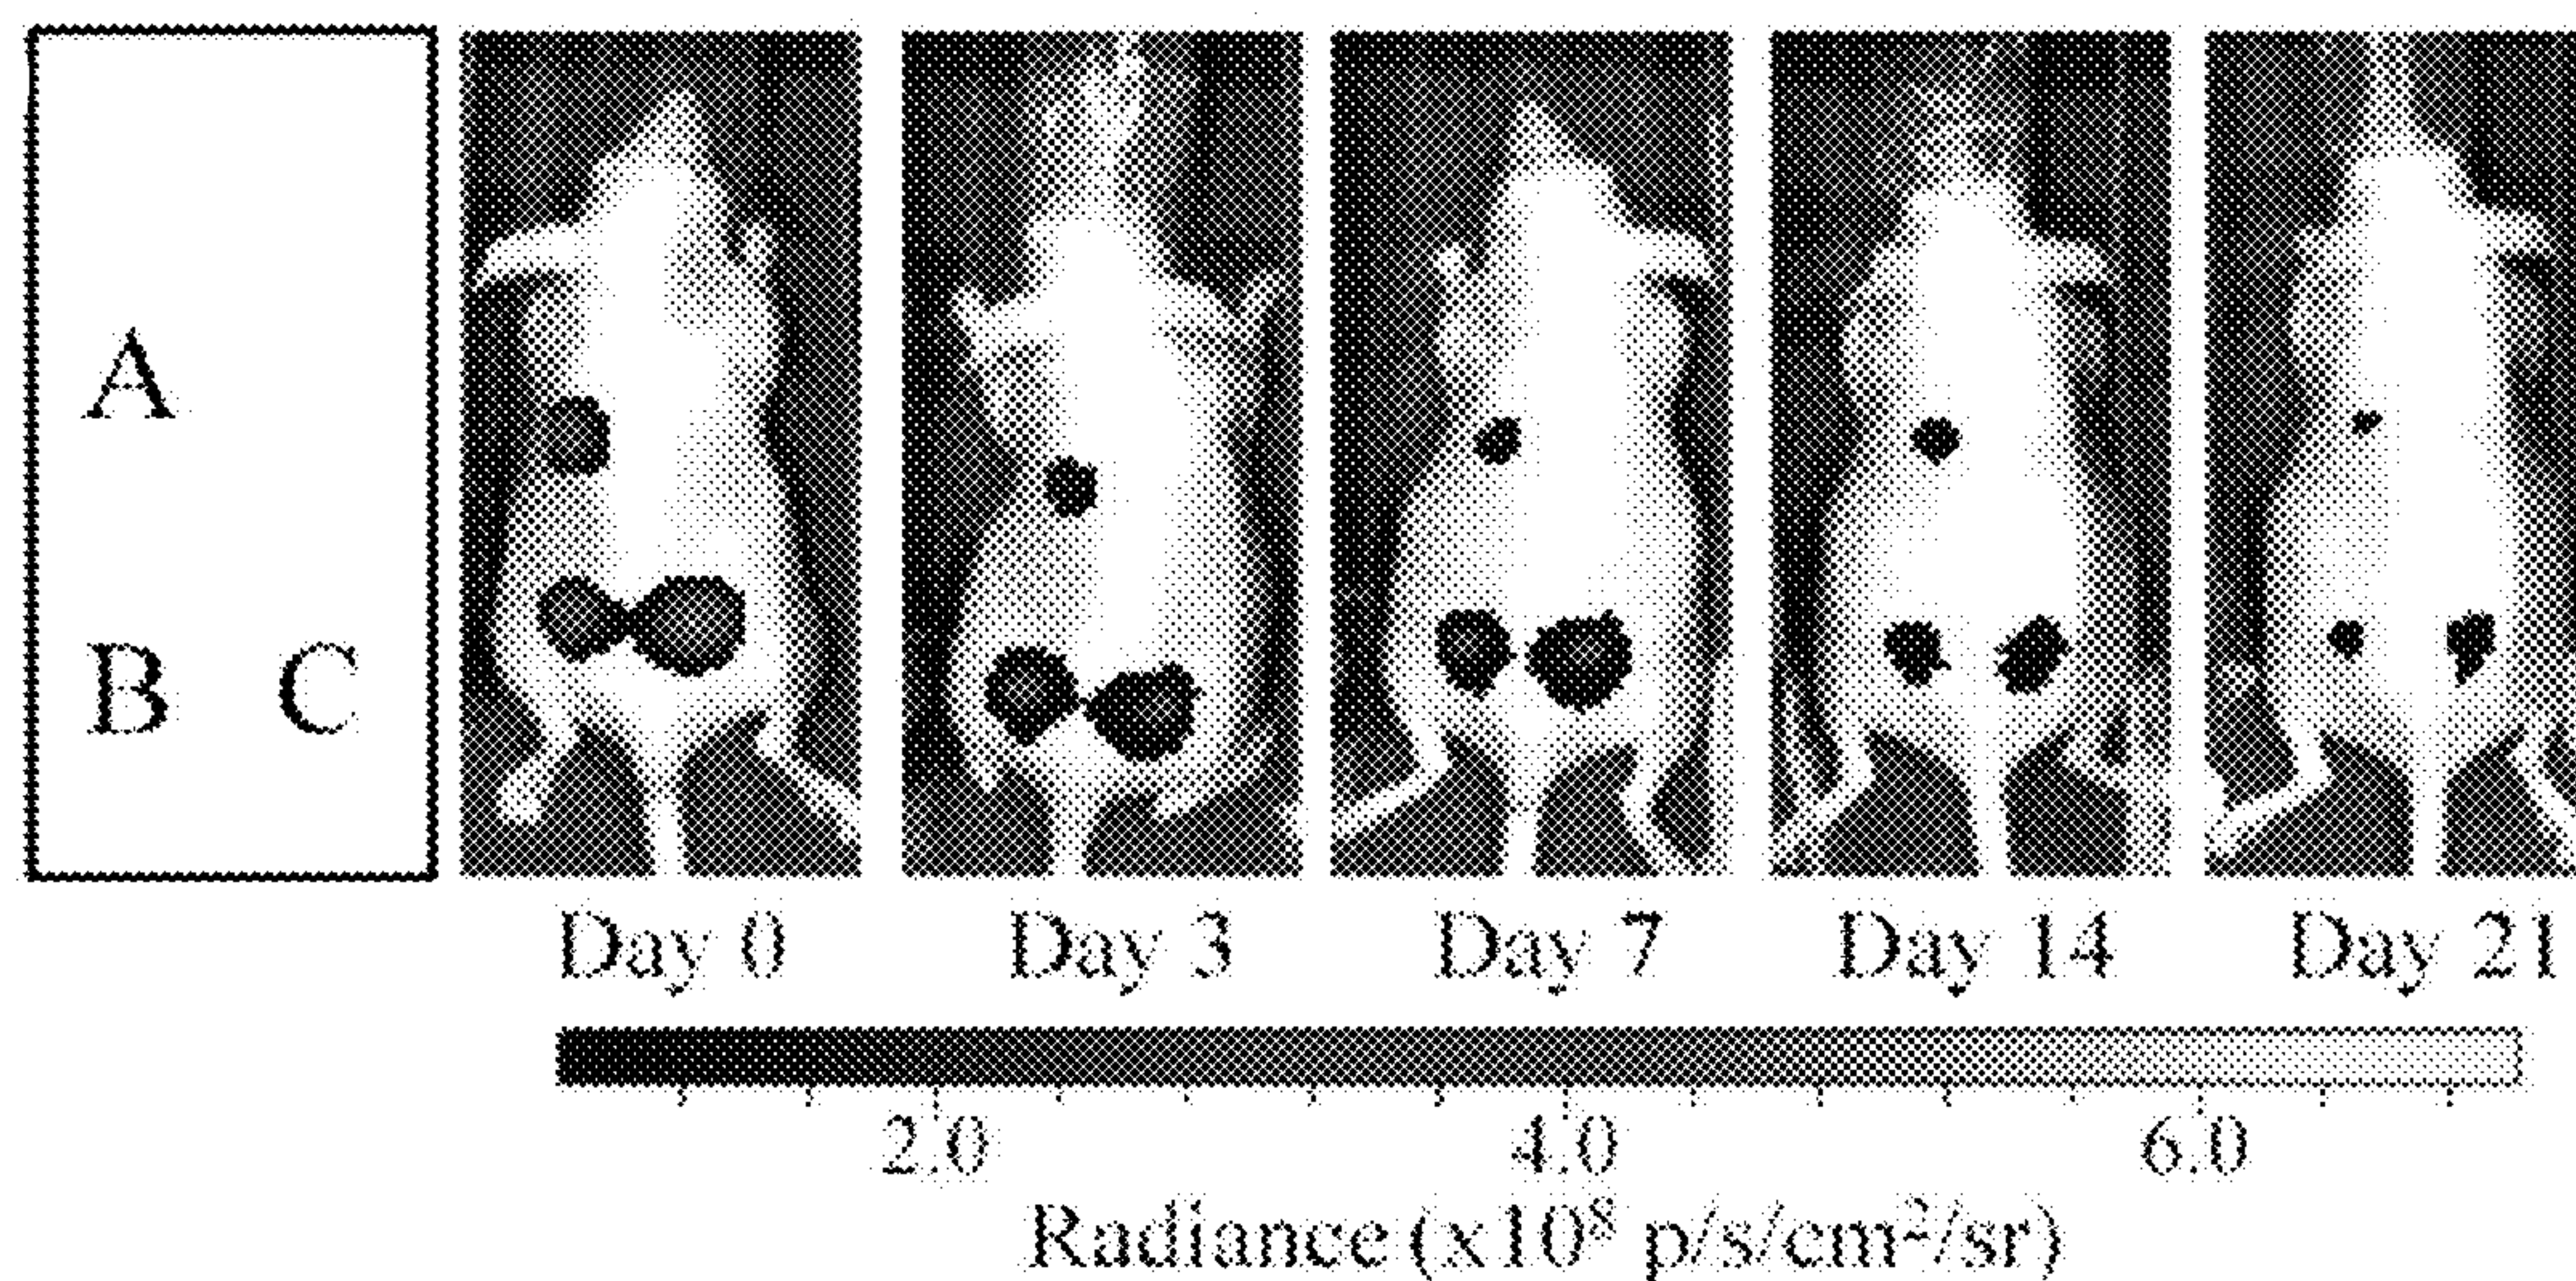 A
B C
Day 0 Day 3 Day 7 Day 14 Day 21
2.0 4.0 6.0
Radiance (x10⁸ p/s/cm²/sr)